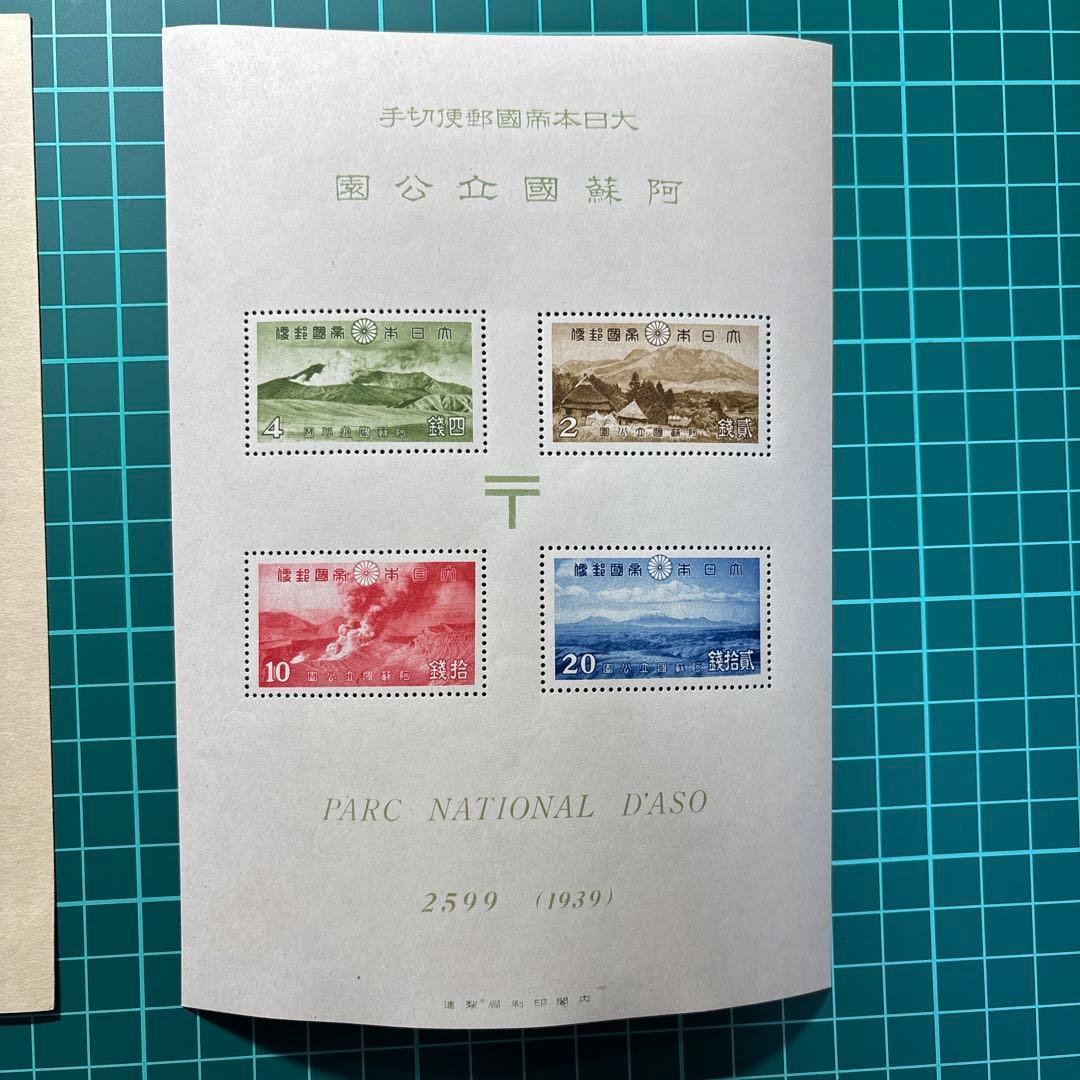 大日本帝國郵便切手
阿蘇國立公園
大日本帝國郵便
4 阿蘇國立公園 四錢
大日本帝國郵便
2 阿蘇國立公園 貳錢
〒
大日本帝國郵便
10 阿蘇國立公園 拾錢
大日本帝國郵便
20 阿蘇國立公園 貳拾錢
PARC NATIONAL D'ASO
2599 (1939)
內閣印刷局製造